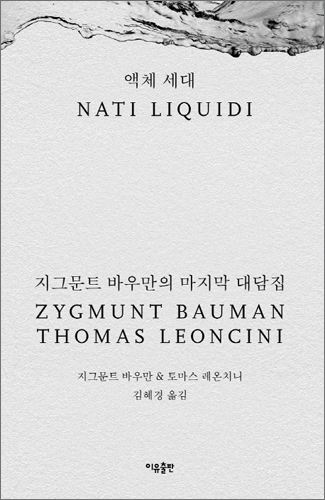 액체 세대
NATI LIQUIDI
지그문트 바우만의 마지막 대담집
ZYGMUNT BAUMAN
THOMAS LEONCINI
지그문트 바우만 & 토마스 레온치니
김혜경 옮김
이유출판